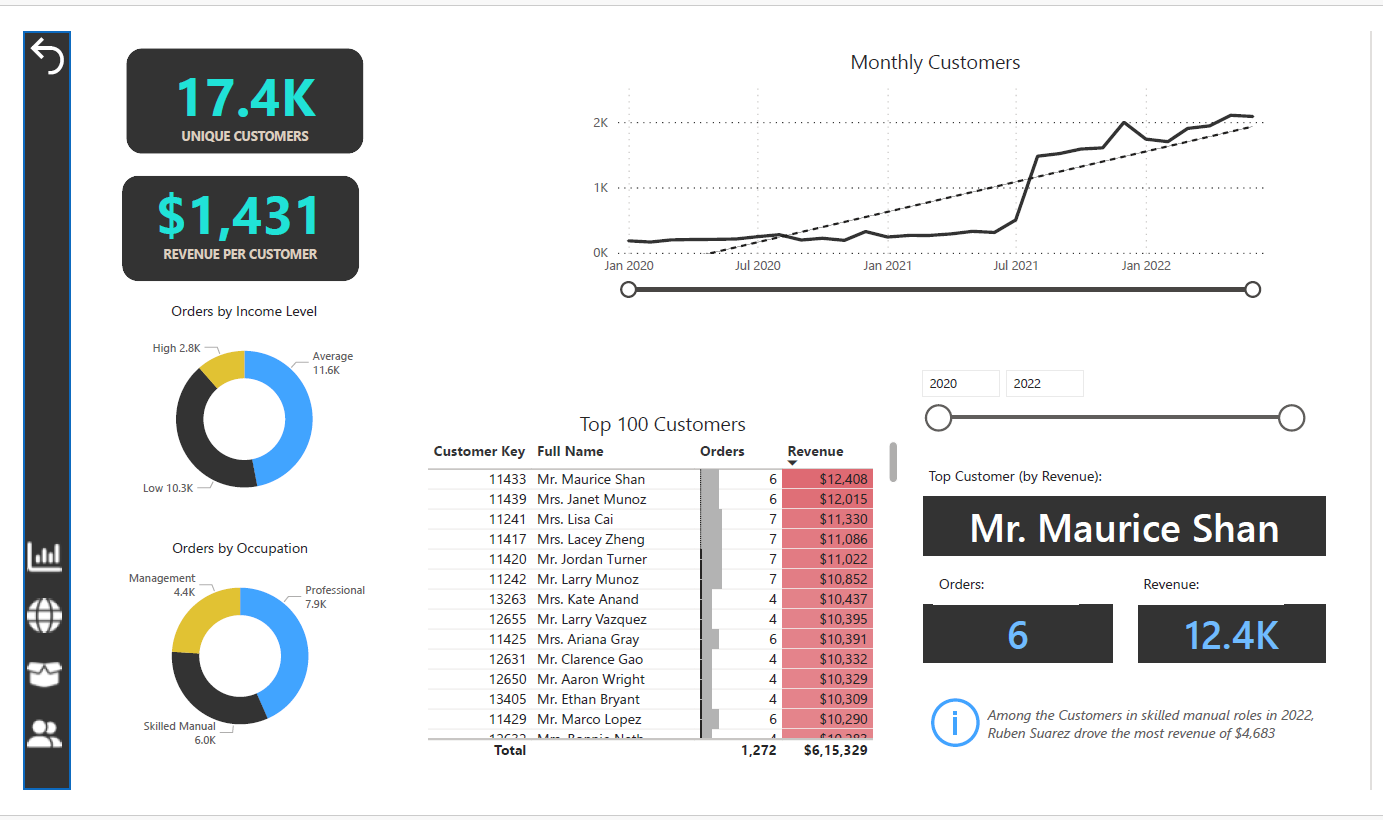 17.4K
UNIQUE CUSTOMERS
$1,431
REVENUE PER CUSTOMER
Orders by Income Level
High 2.8K
Average
11.6K
Low 10.3K
Orders by Occupation
Management
4.4K
Professional
7.9K
Skilled Manual
6.0K
Monthly Customers
2K
1K
0K
Jan 2020 Jul 2020 Jan 2021 Jul 2021 Jan 2022
Top 100 Customers
Customer Key Full Name Orders Revenue
11433 Mr. Maurice Shan 6 $12,408
11439 Mrs. Janet Munoz 6 $12,015
11241 Mrs. Lisa Cai 7 $11,330
11417 Mrs. Lacey Zheng 7 $11,086
11420 Mr. Jordan Turner 7 $11,022
11242 Mr. Larry Munoz 7 $10,852
13263 Mrs. Kate Anand 4 $10,437
12655 Mr. Larry Vazquez 4 $10,395
11425 Mrs. Ariana Gray 6 $10,391
12631 Mr. Clarence Gao 4 $10,332
12650 Mr. Aaron Wright 4 $10,329
13405 Mr. Ethan Bryant 4 $10,309
11429 Mr. Marco Lopez 6 $10,290
Total 1,272 $6,15,329
2020 2022
Top Customer (by Revenue):
Mr. Maurice Shan
Orders: Revenue:
6 12.4K
Among the Customers in skilled manual roles in 2022,
Ruben Suarez drove the most revenue of $4,683